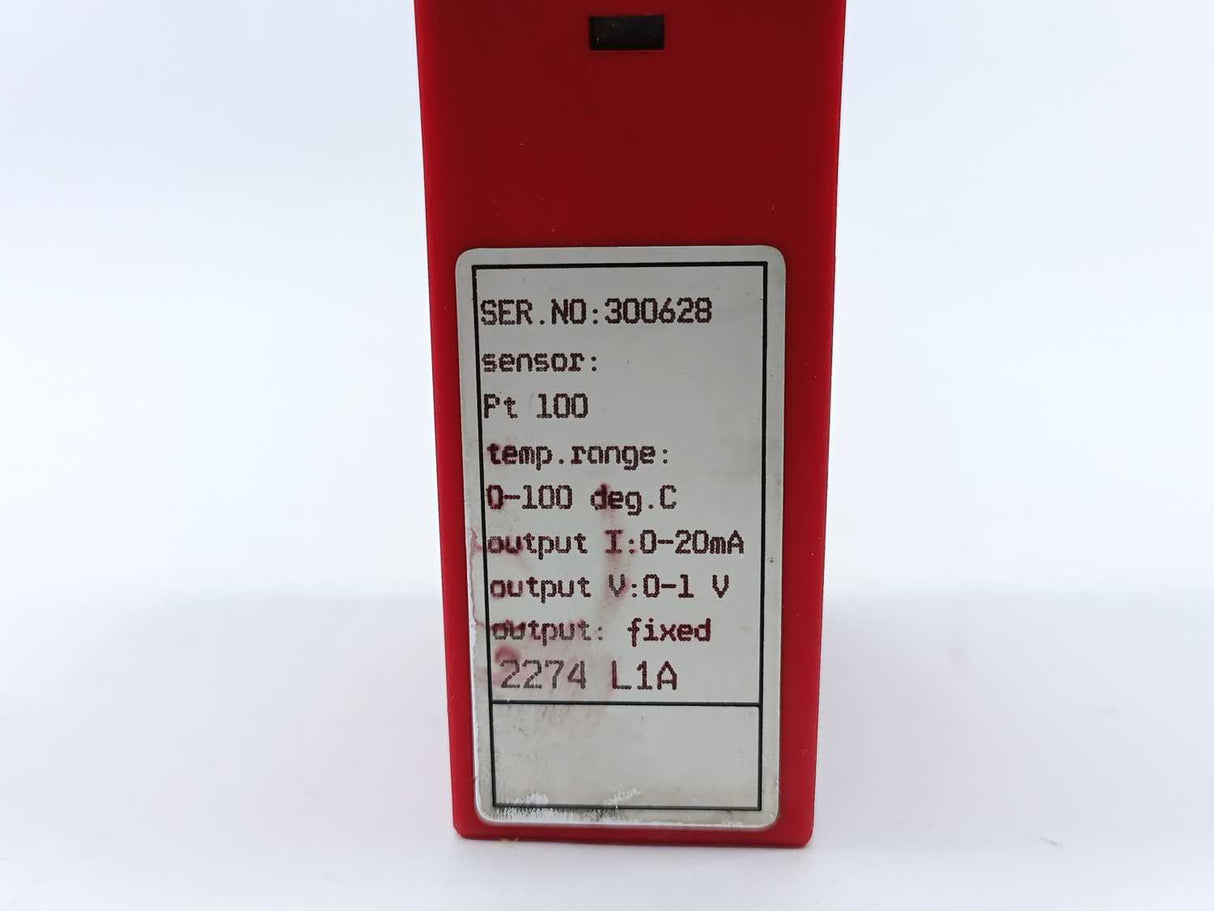 SER.NO:300628
sensor:
Pt 100
temp.range:
0-100 deg.C
output I:0-20mA
output V:0-1 V
output: fixed
2274 L1A